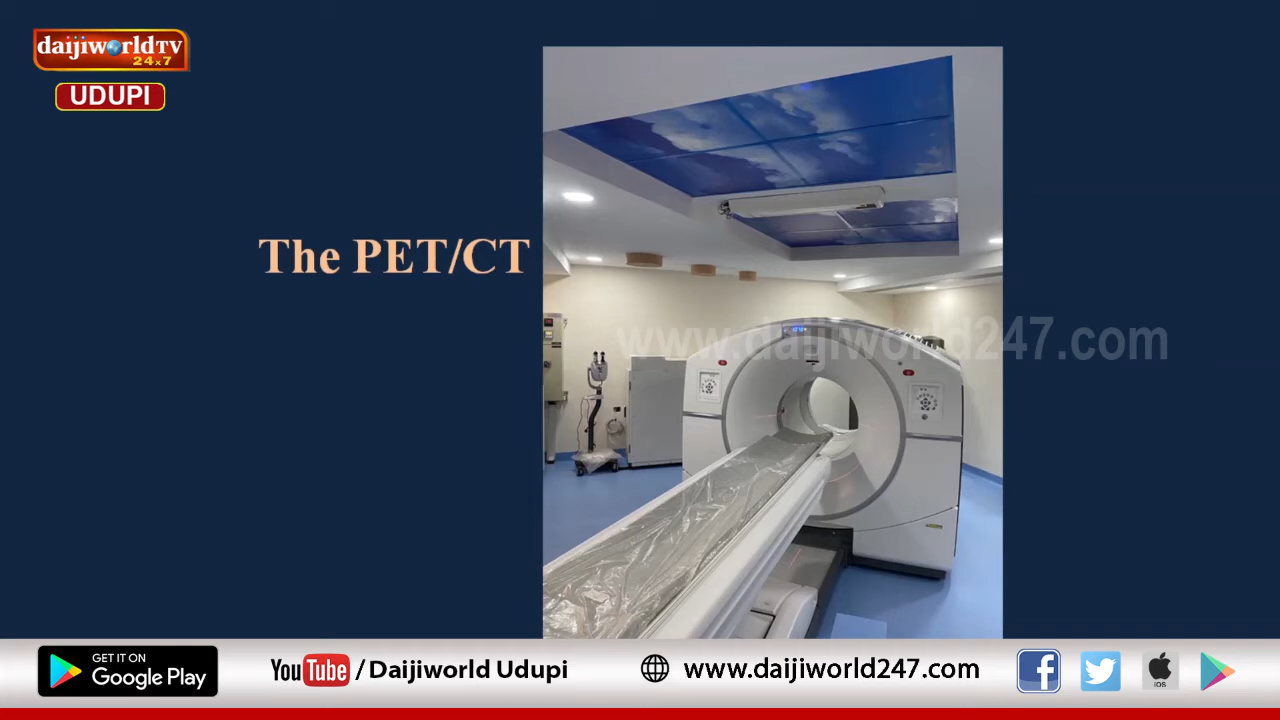 daijiworldTV
24x7
UDUPI
The PET/CT
www.daijiworld247.com
GET IT ON
Google Play
YouTube / Daijiworld Udupi
www.daijiworld247.com
iOS